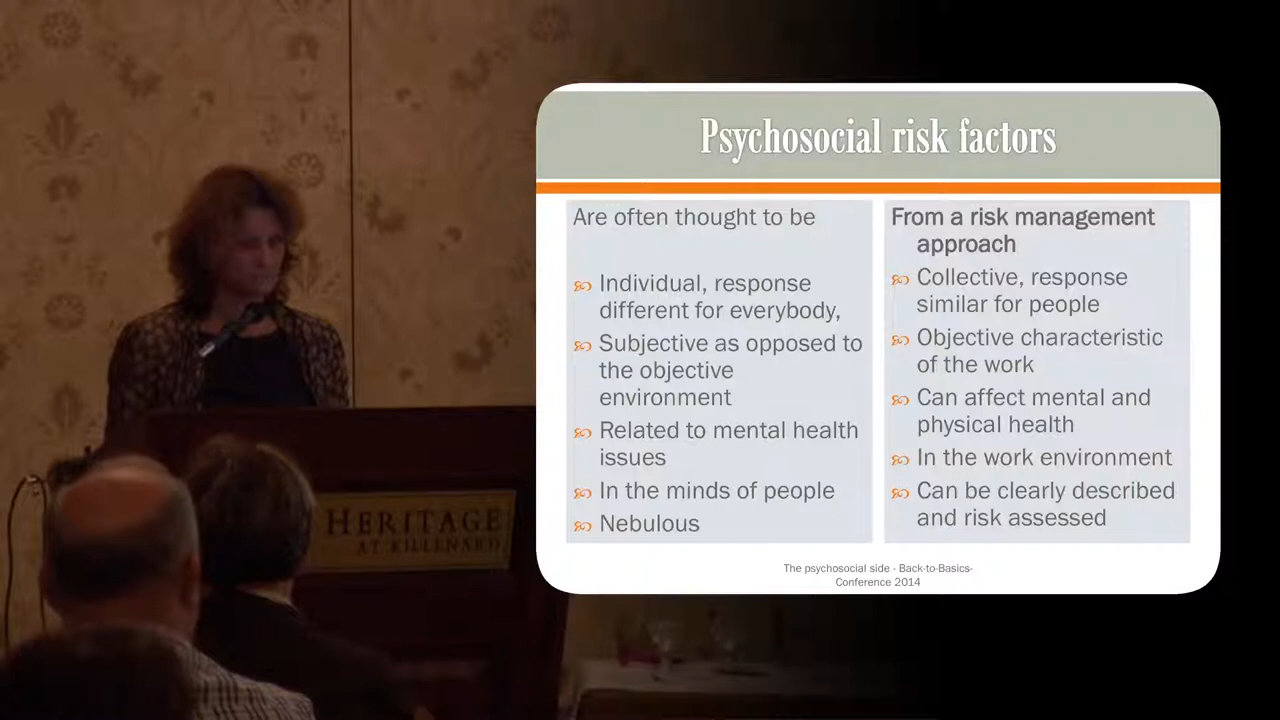 Psychosocial risk factors
Are often thought to be
Individual, response
different for everybody,
Subjective as opposed to
the objective
environment
Related to mental health
issues
In the minds of people
Nebulous
From a risk management
approach
Collective, response
similar for people
Objective characteristic
of the work
Can affect mental and
physical health
In the work environment
Can be clearly described
and risk assessed
The psychosocial side - Back-to-Basics-
Conference 2014
HERITAGE
AT KILLENARD